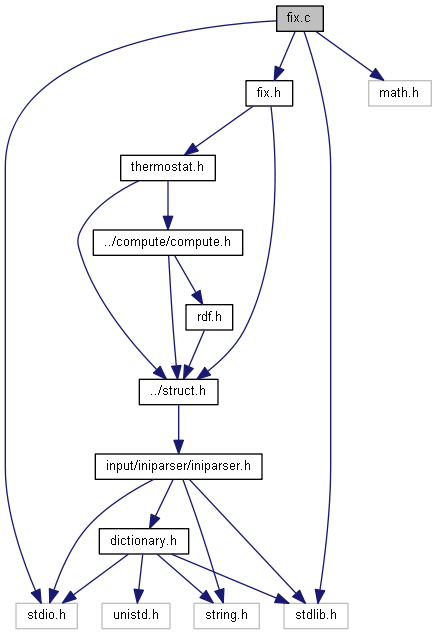 fix.c
fix.h
math.h
thermostat.h
../compute/compute.h
rdf.h
../struct.h
input/iniparser/iniparser.h
dictionary.h
stdio.h
unistd.h
string.h
stdlib.h